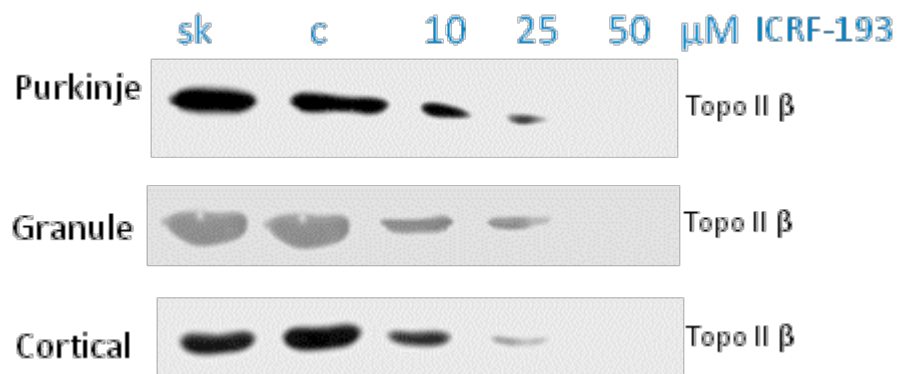 sk c 10 25 50 μM ICRF-193
Purkinje Topo II β
Granule Topo II β
Cortical Topo II β